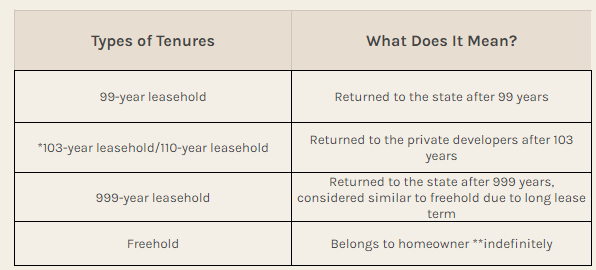 Types of Tenures
What Does It Mean?
99-year leasehold
Returned to the state after 99 years
*103-year leasehold/110-year leasehold
Returned to the private developers after 103
years
999-year leasehold
Returned to the state after 999 years,
considered similar to freehold due to long lease
term
Freehold
Belongs to homeowner **indefinitely